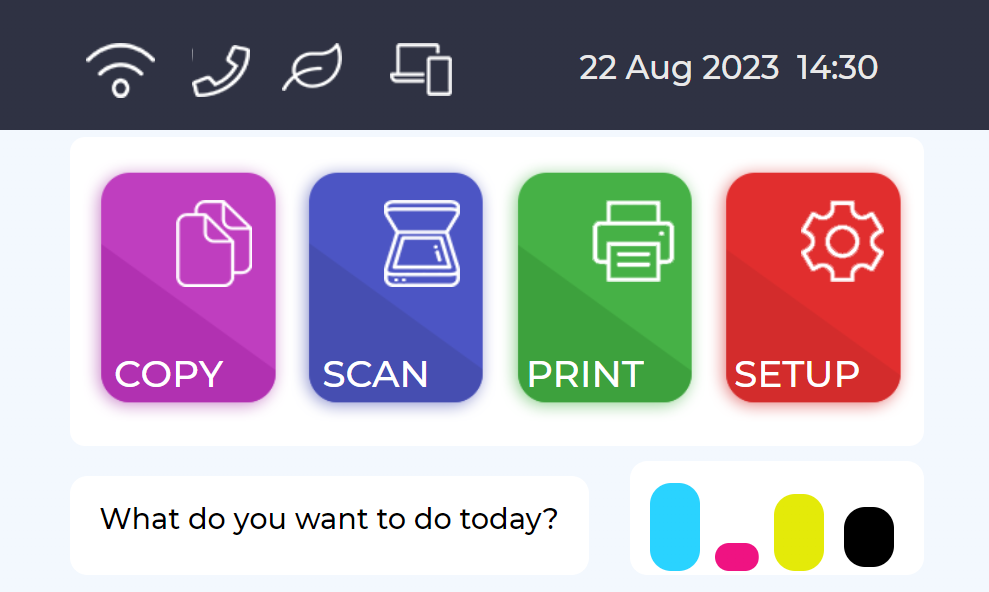 22 Aug 2023 14:30
COPY
SCAN
PRINT
SETUP
What do you want to do today?